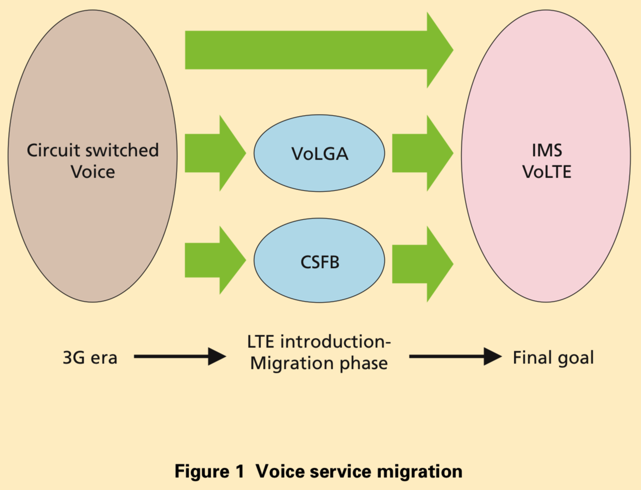 Circuit switched
Voice
VoLGA
IMS
VoLTE
CSFB
3G era
LTE introduction-
Migration phase
Final goal
Figure 1 Voice service migration